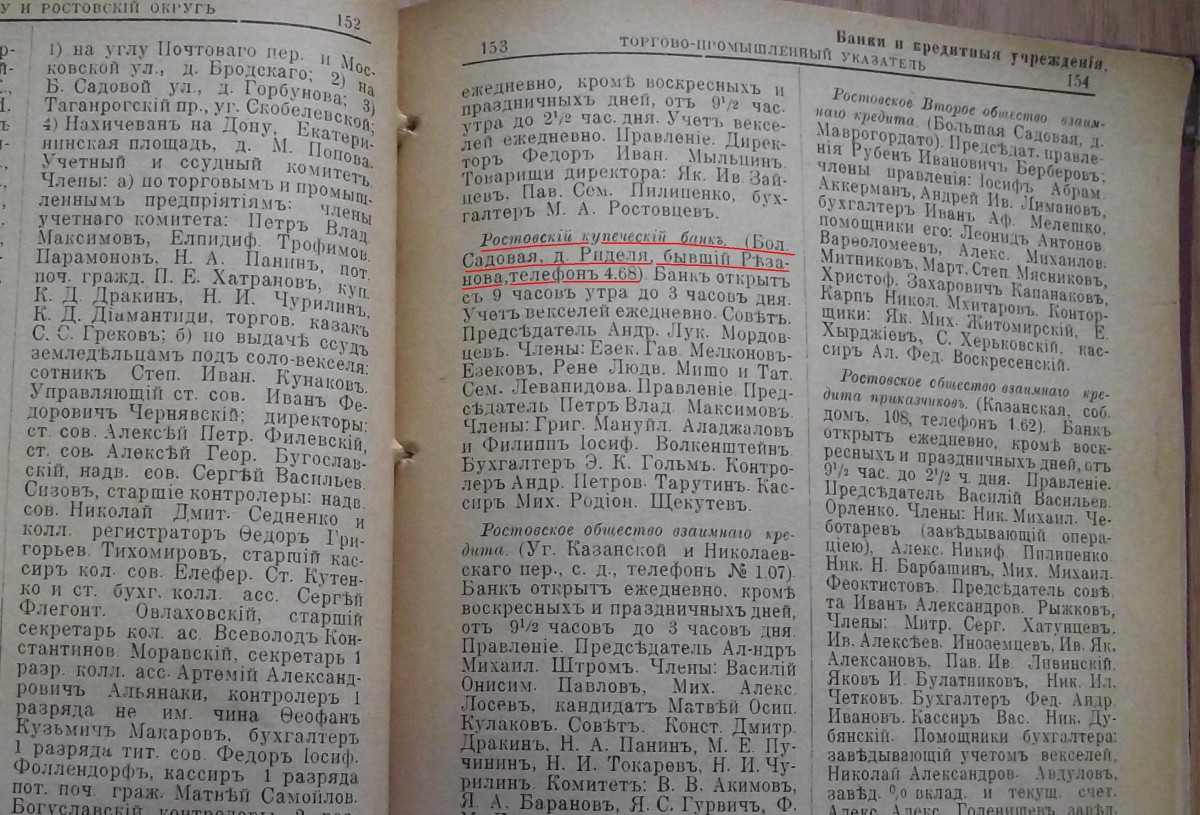 У И РОСТОВСКІЙ ОКРУГЪ
152
1) на углу Почтоваго пер. и Мос-
ковской ул., д. Бродскаго; 2) на
Б. Садовой ул., д. Горбунова; 3)
Таганрогскій пр., уг. Скобелевской;
4) Нахичеванъ на Дону, Екатери-
нинская площадь, д. М. Попова.
Учетный и ссудный комитетъ.
Члены: а) по торговымъ и промыш-
леннымъ предпріятіямъ: члены
учетнаго комитета: Петръ Влад.
Максимовъ, Елпидиф. Трофимов.
Парамоновъ, Н. А. Панинъ, пот.
поч. гражд. П. Е. Хатрановъ, куп.
К. Д. Дракинъ, Н. И. Чурилинъ,
К. Д. Діамантиди, торгов. казакъ
С. С. Грековъ; б) по выдачѣ ссудъ
земледѣльцамъ подъ соло-векселя:
сотникъ Степ. Иван. Кунаковъ.
Управляющій ст. сов. Иванъ Фе-
доровичъ Чернявскій; директоры:
ст. сов. Алексѣй Петр. Филевскій,
ст. сов. Алексѣй Геор. Бугослав-
скій, надв. сов. Сергѣй Васильев.
Сизовъ, старшіе контролеры: надв.
сов. Николай Дмит. Седненко и
колл. регистраторъ Ѳедоръ Гри-
горьев. Тихомировъ, старшій кас-
сиръ кол. сов. Елефер. Ст. Кутен-
ко и ст. бухг. колл. асс. Сергѣй
Флегонт. Овлаховскій, старшій
секретарь кол. ас. Всеволодъ Кон-
стантинов. Моравскій, секретарь 1
разр. колл. асс. Артемій Александ-
ровичъ Альянаки, контролеръ 1
разряда не им. чина Ѳеофанъ
Кузьмичъ Макаровъ, бухгалтеръ
1 разряда тит. сов. Федоръ Іосиф.
Фоллендорфъ, кассиръ 1 разряда
пот. поч. граж. Матвѣй Самойлов.
Богуславскій
153
ТОРГОВО-ПРОМЫШЛЕННЫЙ УКАЗАТЕЛЬ
ежедневно, кромѣ воскресныхъ и
праздничныхъ дней, отъ 9½ час.
утра до 2½ час. дня. Учетъ вексе-
лей ежедневно. Правленіе. Дирек-
торъ Федоръ Иван. Мыльцинъ.
Товарищи директора: Як. Ив. Зай-
цевъ, Пав. Сем. Пилипенко, бух-
галтеръ М. А. Ростовцевъ.
Ростовскій купеческій банкъ. (Бол.
Садовая, д. Риделя, бывшій Рѣза-
нова, телефонъ 4.68). Банкъ открытъ
съ 9 часовъ утра до 3 часовъ дня.
Учетъ векселей ежедневно. Совѣтъ.
Предсѣдатель Андр. Лук. Мордов-
цевъ. Члены: Езек. Гав. Мелконовъ-
Езековъ, Рене Людв. Мишо и Тат.
Сем. Леванидова. Правленіе Пред-
сѣдатель Петръ Влад. Максимовъ.
Члены: Григ. Мануйл. Аладжаловъ
и Филиппъ Іосиф. Волкенштейнъ.
Бухгалтеръ Э. К. Гольмъ. Контро-
леръ Андр. Петров. Тарутинъ. Кас-
сиръ Мих. Родіон. Щекутевъ.
Ростовское общество взаимнаго кре-
дита. (Уг. Казанской и Николаев-
скаго пер., с. д., телефонъ № 1.07).
Банкъ открытъ ежедневно, кромѣ
воскресныхъ и праздничныхъ дней,
отъ 9½ часовъ до 3 часовъ дня.
Правленіе. Предсѣдатель Ал-ндръ
Михаил. Штромъ. Члены: Василій
Онисим. Павловъ, Мих. Алекс.
Лосевъ, кандидатъ Матвѣй Осип.
Кулаковъ. Совѣтъ. Конст. Дмитр.
Дракинъ, Н. А. Панинъ, М. Е. Пу-
чининъ, Н. И. Токаревъ, Н. И. Чу-
рилинъ. Комитетъ: В. В. Акимовъ,
Я. А. Барановъ, Я. С. Гурвичъ, Ф.
Банки и кредитныя учрежденія.
154
Ростовское Второе общество взаим-
наго кредита. (Большая Садовая, д.
Маврогордато). Предсѣдат. правле-
нія Рубенъ Ивановичъ Берберовъ;
члены правленія: Іосифъ Абрам.
Аккерманъ, Андрей Ив. Лимановъ,
бухгалтеръ Иванъ Аф. Мелешко,
помощники его: Леонидъ Антонов.
Варѳоломеевъ, Алекс. Михаилов.
Митниковъ, Март. Степ. Мясниковъ,
Христоф. Захаровичъ Капанаковъ,
Карпъ Никол. Мхитаровъ. Контор-
щики: Як. Мих. Житомирскій, Е.
Хырджіевъ, С. Херьковскій, кас-
сиръ Ал. Фед. Воскресенскій.
Ростовское общество взаимнаго кре-
дита приказчиковъ. (Казанская, соб.
домъ, 108, телефонъ 1.62). Банкъ
открытъ ежедневно, кромѣ воск-
ресныхъ и праздничныхъ дней, отъ
9½ час. до 2½ ч. дня. Правленіе.
Предсѣдатель Василій Васильев.
Орленко. Члены: Ник. Михаил. Че-
ботаревъ (завѣдывающій опера-
ціею), Алекс. Никиф. Пилипенко.
Ник. Н. Барбашинъ, Мих. Михаил.
Феоктистовъ. Предсѣдатель совѣ-
та Иванъ Александров. Рыжковъ,
Члены: Митр. Серг. Хатунцевъ,
Ив. Алексѣев. Иноземцевъ, Ив. Як.
Алексановъ, Пав. Ив. Ливинскій.
Яковъ И. Булатниковъ, Ник. Ил.
Четковъ. Бухгалтеръ Фед. Андр.
Ивановъ. Кассиръ Вас. Ник. Ду-
бянскій. Помощники бухгалтера:
завѣдывающій учетомъ векселей,
Николай Александров. Авдуловъ,
завѣд. % вклад. и текущ. счет.
Алекс. Алекс. Голенищевъ завѣд.